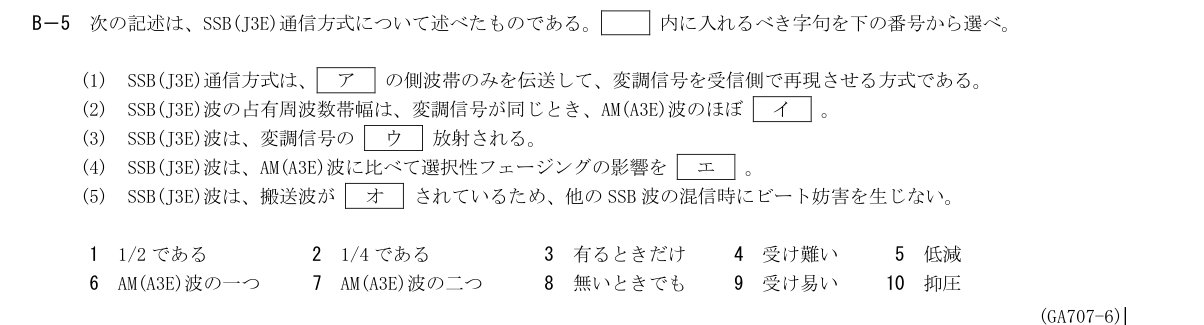 B－5 次の記述は、SSB(J3E)通信方式について述べたものである。 内に入れるべき字句を下の番号から選べ。
(1) SSB(J3E)通信方式は、 ア の側波帯のみを伝送して、変調信号を受信側で再現させる方式である。
(2) SSB(J3E)波の占有周波数帯幅は、変調信号が同じとき、AM(A3E)波のほぼ イ 。
(3) SSB(J3E)波は、変調信号の ウ 放射される。
(4) SSB(J3E)波は、AM(A3E)波に比べて選択性フェージングの影響を エ 。
(5) SSB(J3E)波は、搬送波が オ されているため、他の SSB 波の混信時にビート妨害を生じない。
1 1/2 である 2 1/4 である 3 有るときだけ 4 受け難い 5 低減
6 AM(A3E)波の一つ 7 AM(A3E)波の二つ 8 無いときでも 9 受け易い 10 抑圧
(GA707-6)